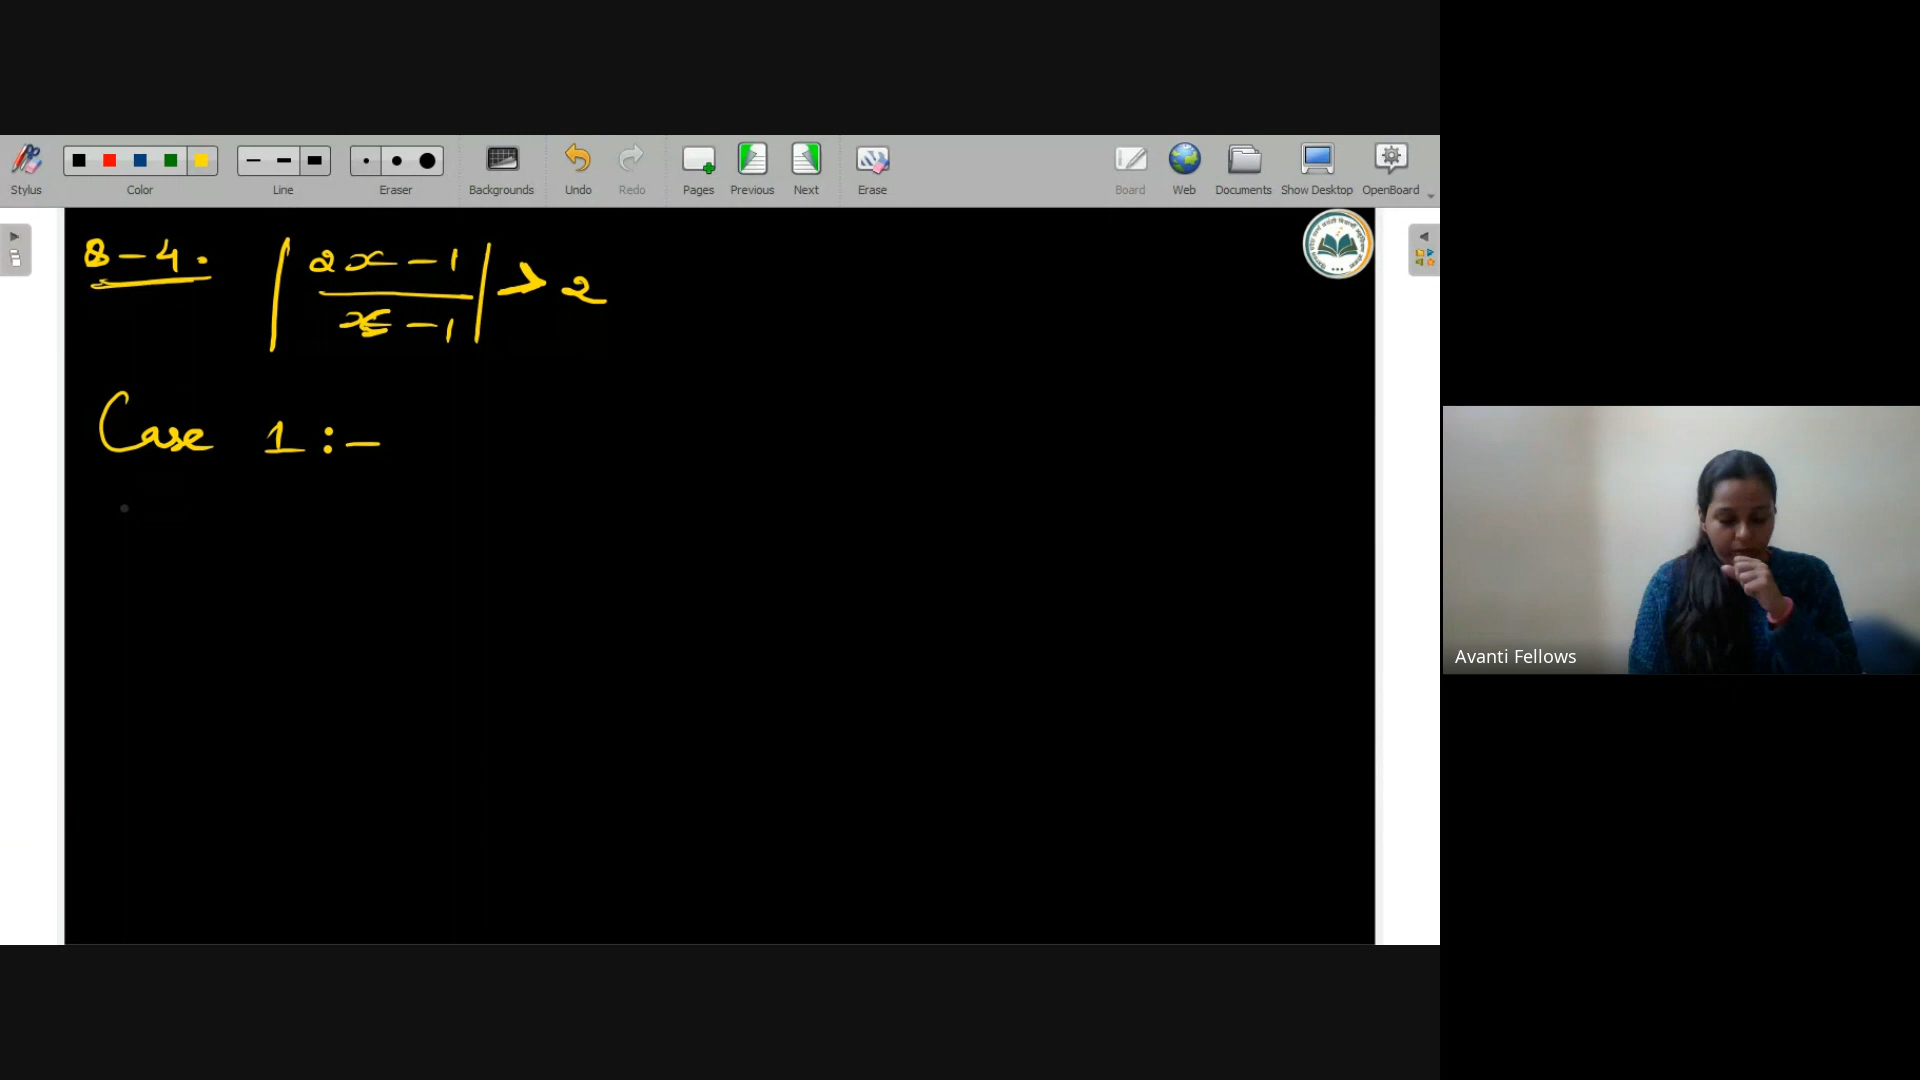 Stylus Color Line Eraser Backgrounds Undo Redo Pages Previous Next Erase Board Web Documents Show Desktop OpenBoard
8-4. |2x-1/x-1| > 2
Case 1:-
Avanti Fellows